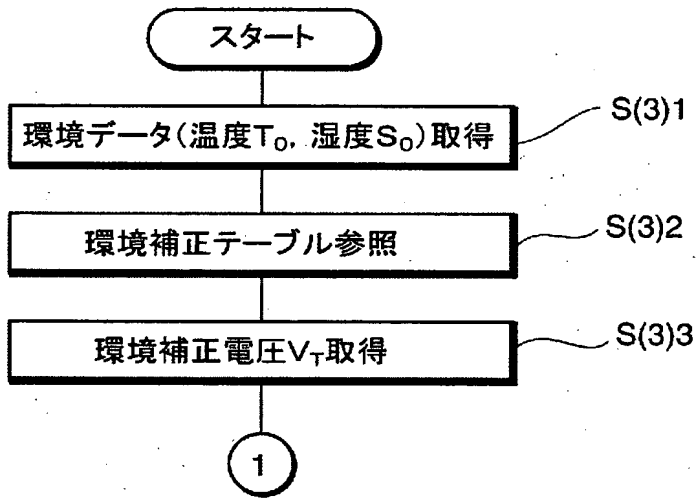 スタート
環境データ(温度T₀, 湿度S₀)取得
S(3)1
環境補正テーブル参照
S(3)2
環境補正電圧V_T取得
S(3)3
1